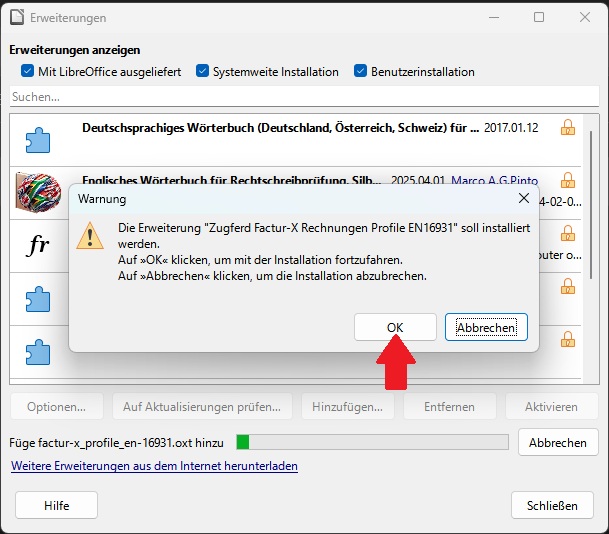 Erweiterungen
Erweiterungen anzeigen
Mit LibreOffice ausgeliefert Systemweite Installation Benutzerinstallation
Suchen...
Deutschsprachiges Wörterbuch (Deutschland, Österreich, Schweiz) für ... 2017.01.12
Englisches Wörterbuch für Rechtschreibprüfung, Silb... 2025.04.01 Marco A.G.Pinto
Warnung
-02-0...
fr
puter o...
Die Erweiterung "Zugferd Factur-X Rechnungen Profile EN16931" soll installiert
werden.
Auf »OK« klicken, um mit der Installation fortzufahren.
Auf »Abbrechen« klicken, um die Installation abzubrechen.
OK Abbrechen
Optionen... Auf Aktualisierungen prüfen... Hinzufügen... Entfernen Aktivieren
Füge factur-x_profile_en-16931.oxt hinzu Abbrechen
Weitere Erweiterungen aus dem Internet herunterladen
Hilfe Schließen